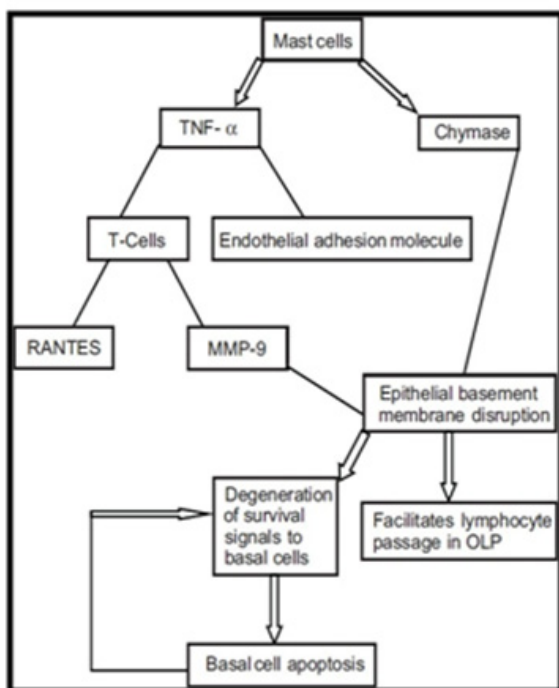 Mast cells
TNF- α
Chymase
T-Cells
Endothelial adhesion molecule
RANTES
MMP-9
Epithelial basement
membrane disruption
Degeneration
of survival
signals to
basal cells
Facilitates lymphocyte
passage in OLP
Basal cell apoptosis